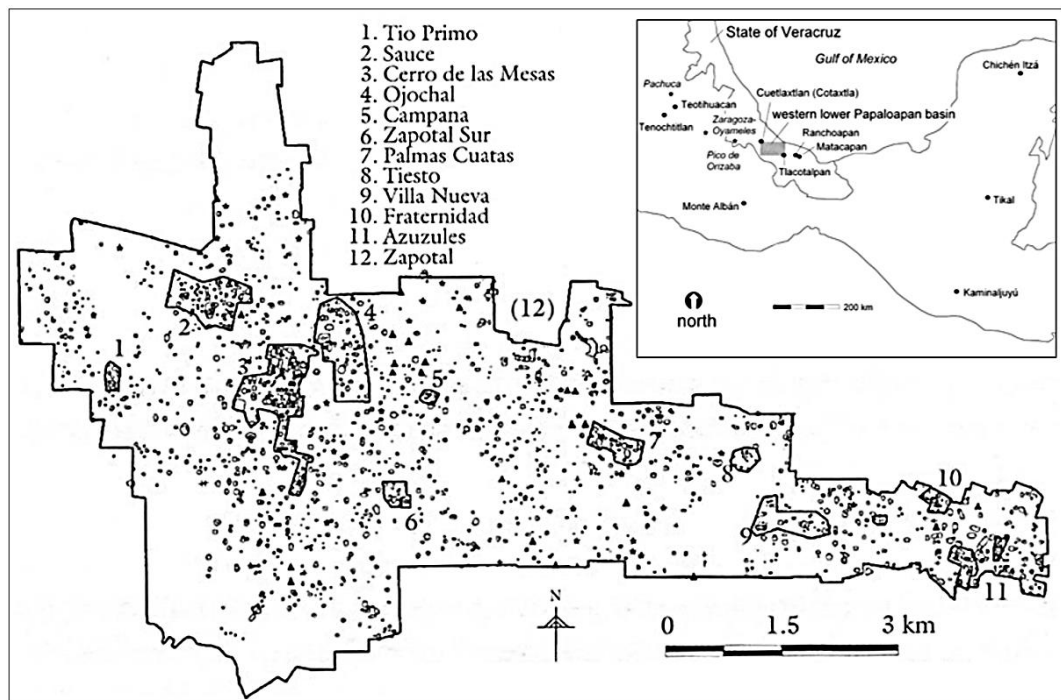 1. Tio Primo
2. Sauce
3. Cerro de las Mesas
4. Ojochal
5. Campana
6. Zapotal Sur
7. Palmas Cuatas
8. Tiesto
9. Villa Nueva
10. Fraternidad
11. Azuzules
12. Zapotal
State of Veracruz
Gulf of Mexico
Chichén Itzá
Pachuca
Teotihuacan
Tenochtitlan
Cuetlaxtlan (Cotaxtla)
western lower Papaloapan basin
Zaragoza-
Oyameles
Ranchoapan
Matacapan
Pico de
Orizaba
Tlacotalpan
Monte Albán
Tikal
Kaminaljuyú
north
200 km
(12)
1
2
3
4
5
6
7
8
9
10
11
N
0 1.5 3 km